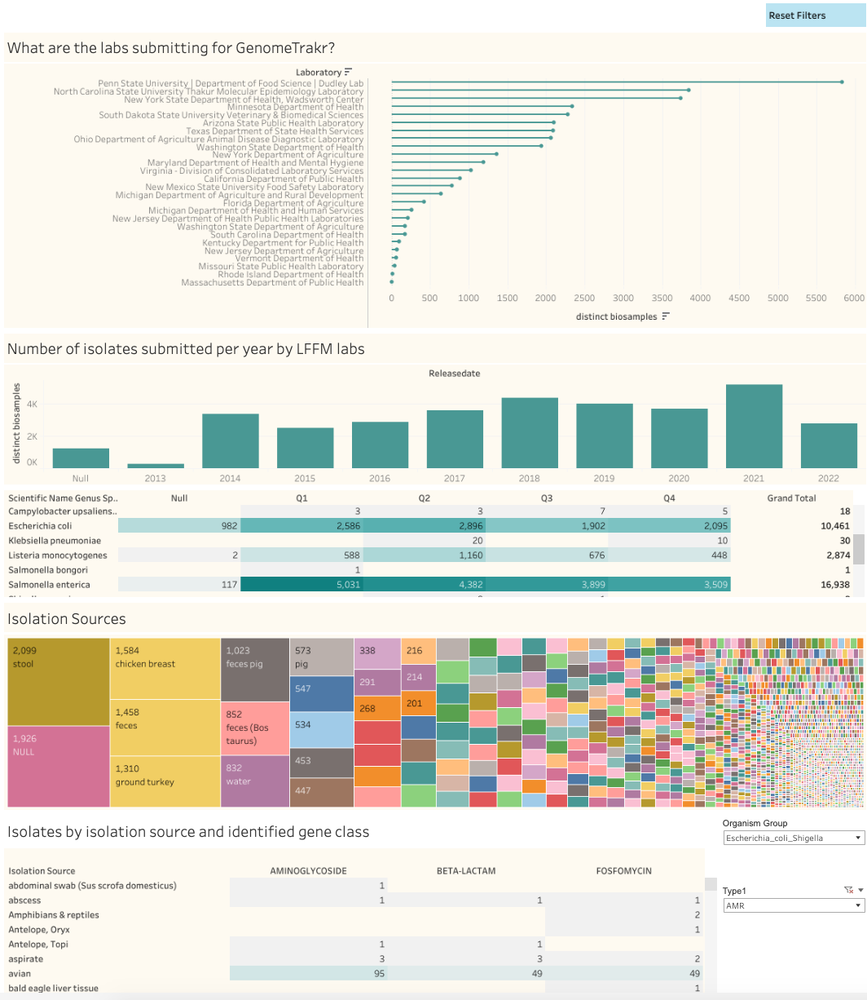 Reset Filters
What are the labs submitting for GenomeTrakr?
Laboratory
Penn State University | Department of Food Science | Dudley Lab
North Carolina State University Thakur Molecular Epidemiology Laboratory
New York State Department of Health, Wadsworth Center
Minnesota Department of Health
South Dakota State University Veterinary & Biomedical Sciences
Arizona State Public Health Laboratory
Texas Department of State Health Services
Ohio Department of Agriculture Animal Disease Diagnostic Laboratory
Washington State Department of Health
New York Department of Agriculture
Maryland Department of Health and Mental Hygiene
Virginia - Division of Consolidated Laboratory Services
California Department of Public Health
New Mexico State University Food Safety Laboratory
Michigan Department of Agriculture and Rural Development
Florida Department of Agriculture
Michigan Department of Health and Human Services
New Jersey Department of Health Public Health Laboratories
Washington State Department of Agriculture
South Carolina Department of Health
Kentucky Department for Public Health
New Jersey Department of Agriculture
Vermont Department of Health
Missouri State Public Health Laboratory
Rhode Island Department of Health
Massachusetts Department of Public Health
0 500 1000 1500 2000 2500 3000 3500 4000 4500 5000 5500 6000
distinct biosamples
Number of isolates submitted per year by LFFM labs
Releasedate
distinct biosamples
4K
2K
0K
Null 2013 2014 2015 2016 2017 2018 2019 2020 2021 2022
Scientific Name Genus Sp.. Null Q1 Q2 Q3 Q4 Grand Total
Campylobacter upsaliens.. 3 3 7 5 18
Escherichia coli 982 2,586 2,896 1,902 2,095 10,461
Klebsiella pneumoniae 20 10 30
Listeria monocytogenes 2 588 1,160 676 448 2,874
Salmonella bongori 1 1
Salmonella enterica 117 5,031 4,382 3,899 3,509 16,938
Isolation Sources
2,099
stool
1,926
NULL
1,584
chicken breast
1,458
feces
1,310
ground turkey
1,023
feces pig
852
feces (Bos
taurus)
832
water
573
pig
547
534
453
447
338
291
268
216
214
201
Isolates by isolation source and identified gene class
Organism Group
Escherichia_coli_Shigella
Type1
AMR
Isolation Source AMINOGLYCOSIDE BETA-LACTAM FOSFOMYCIN
abdominal swab (Sus scrofa domesticus) 1
abscess 1 1 1
Amphibians & reptiles 2
Antelope, Oryx 1
Antelope, Topi 1 1
aspirate 3 3 2
avian 95 49 49
bald eagle liver tissue 1